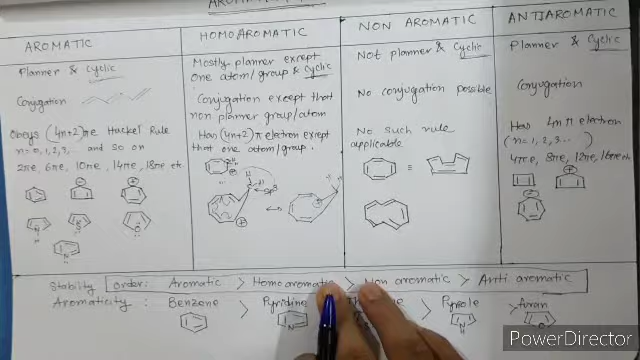 AROMATIC
Planner & Cyclic
Conjugation
Obeys (4n+2)πe Huckel Rule
n=0,1,2,3,... and so on
2πe, 6πe, 10πe, 14πe, 18πe etc
HOMOAROMATIC
Mostly planner except
one atom/group & Cyclic
Conjugation except that
non planner group/atom
Has (4n+2) π electron except
that one atom/group.
NON AROMATIC
Not planner & Cyclic
No conjugation possible
No such rule
applicable
ANTIAROMATIC
Planner & Cyclic
Conjugation
Has 4n π electron
(n=1,2,3...)
4πe, 8πe, 12πe, 16πe etc
Stability order: Aromatic > Homoaromatic > Non aromatic > Anti aromatic
Aromaticity : Benzene > Pyridine > Pyrrole > Furan
PowerDirector